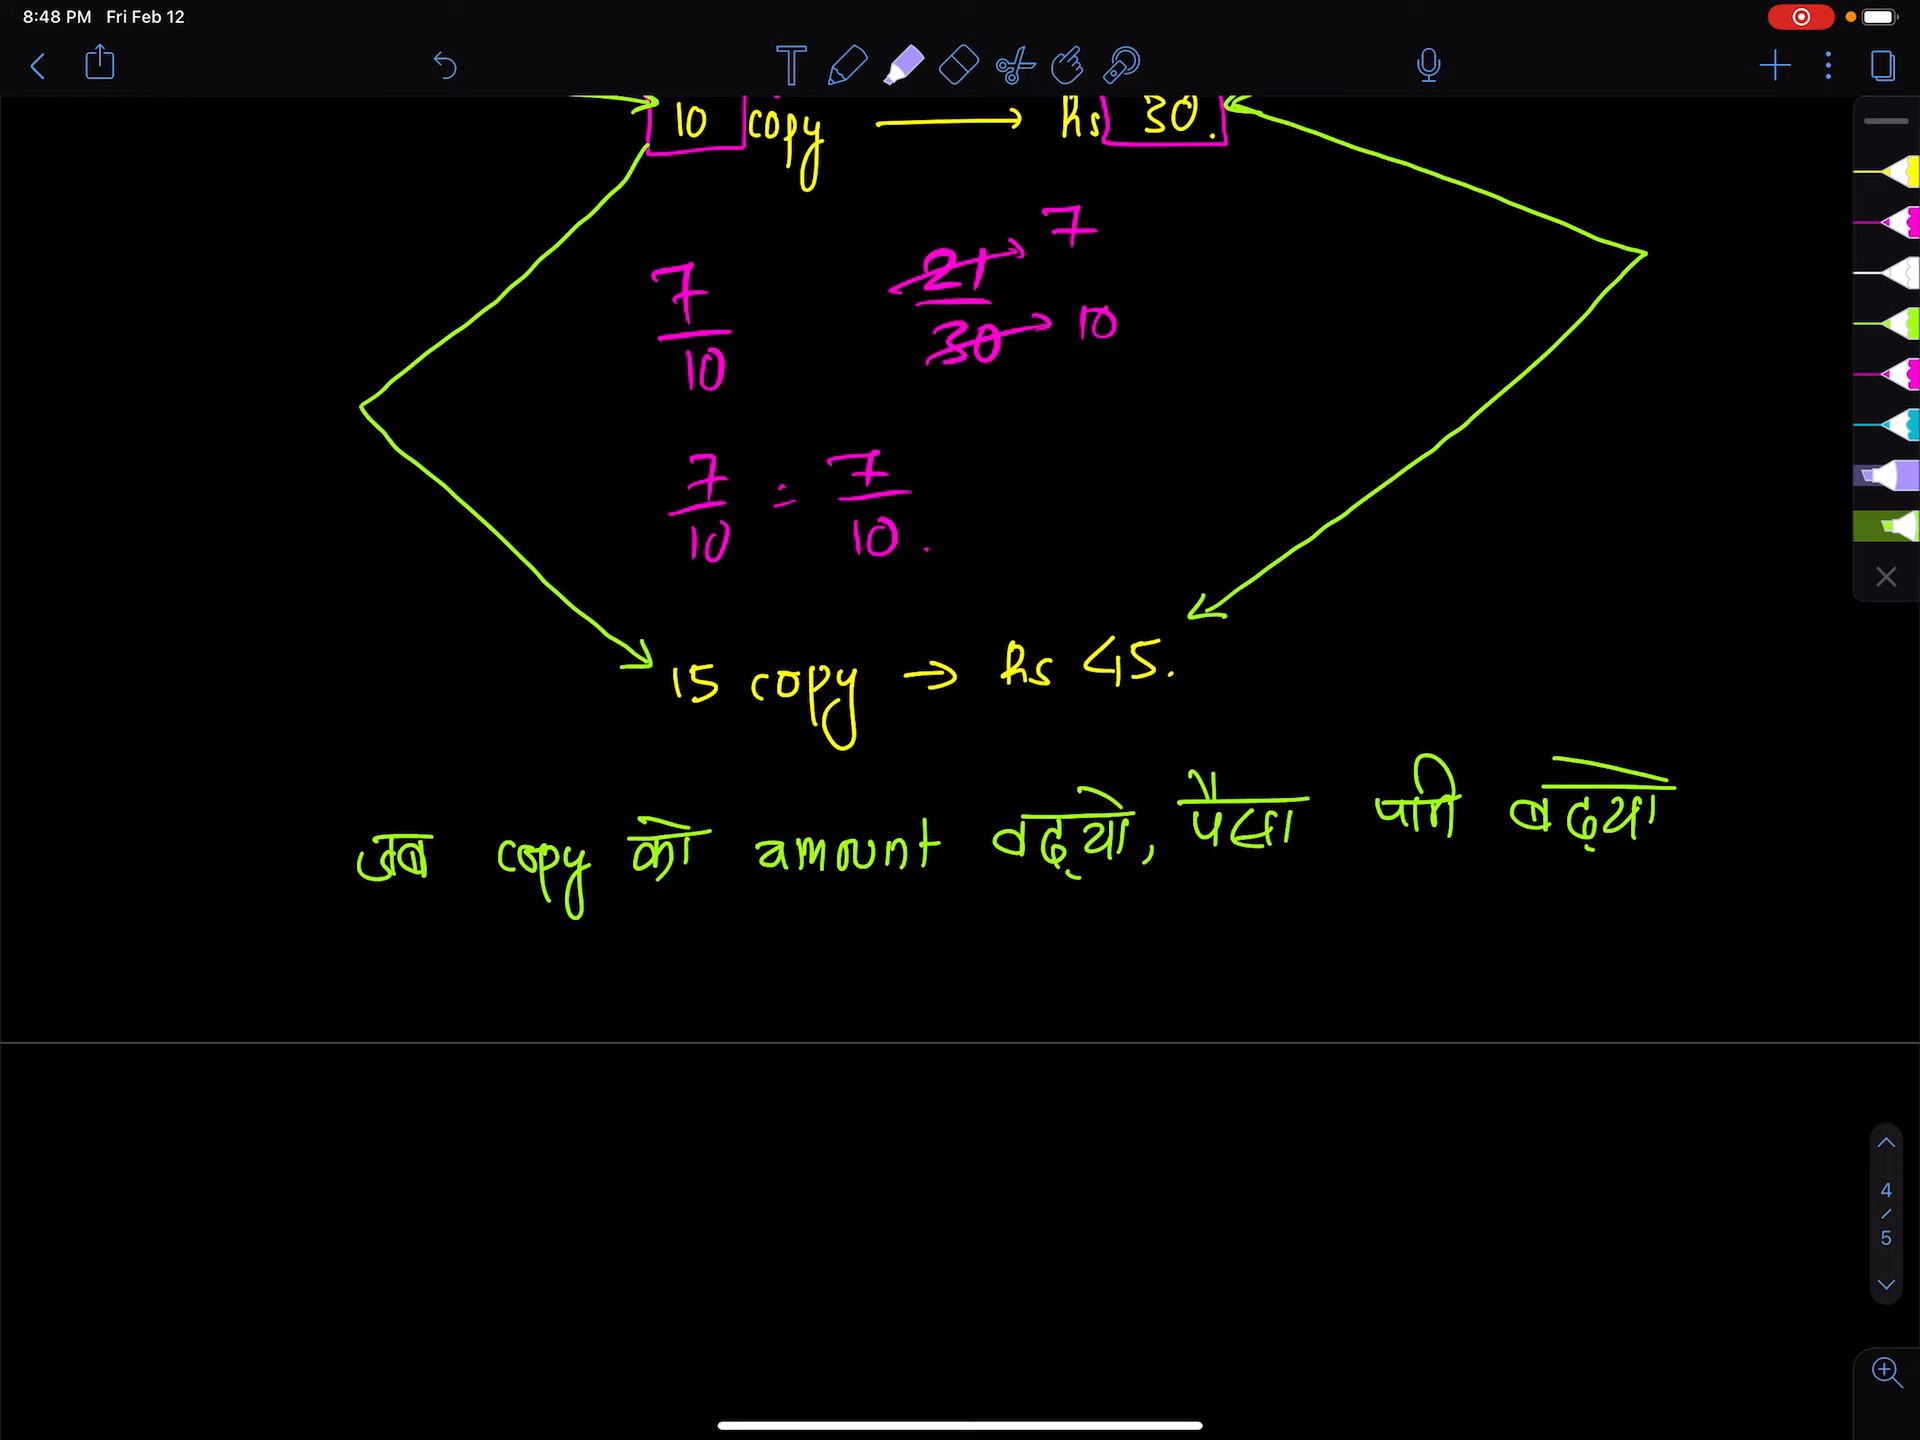 8:48 PM Fri Feb 12
10 copy → Rs 30.
7/10 21/30 → 7/10
7/10 = 7/10.
15 copy → Rs 45.
जब copy को amount बढ्यो, पैसा पनि बढ्यो
4/5